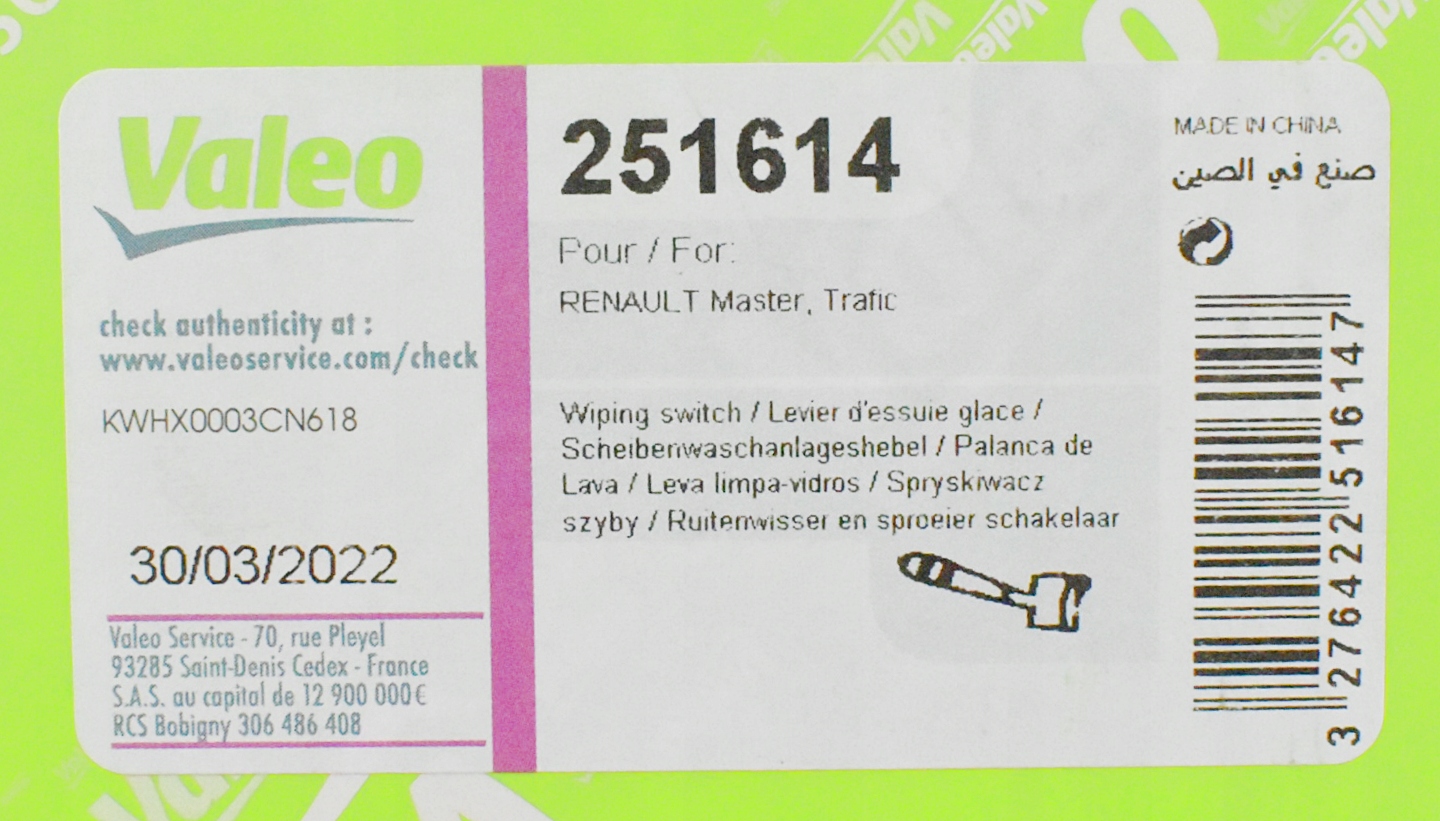 Valeo
check authenticity at :
www.valeoservice.com/check
KWHX0003CN618
30/03/2022
Valeo Service - 70, rue Pleyel
93285 Saint-Denis Cedex - France
S.A.S. au capital de 12 900 000€
RCS Bobigny 306 486 408
251614
Pour / For:
RENAULT Master, Trafic
Wiping switch / Levier d'essuie glace /
Scheibenwaschanlageshebel / Palanca de
Lava / Leva limpa-vidros / Spryskiwacz
szyby / Ruitenwisser en sproeier schakelaar
MADE IN CHINA
صنع في الصين
3 276422 516147